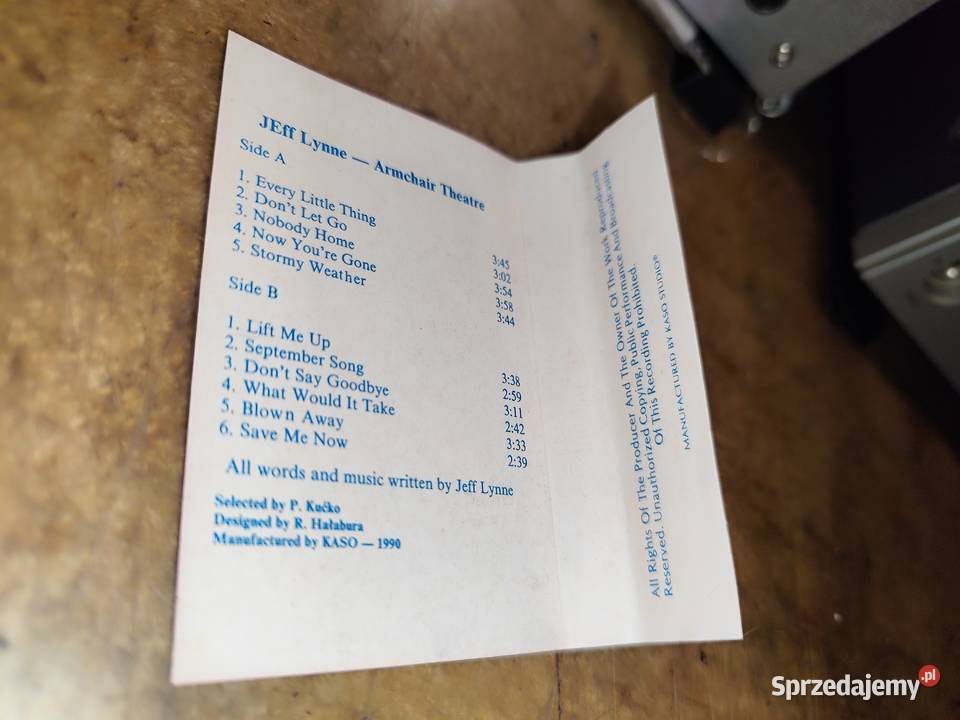 JEff Lynne — Armchair Theatre
Side A
1. Every Little Thing 3:45
2. Don't Let Go 3:02
3. Nobody Home 3:54
4. Now You're Gone 3:58
5. Stormy Weather 3:44
Side B
1. Lift Me Up 3:38
2. September Song 2:59
3. Don't Say Goodbye 3:11
4. What Would It Take 2:42
5. Blown Away 3:33
6. Save Me Now 2:39
All words and music written by Jeff Lynne
Selected by P. Kućko
Designed by R. Hałabura
Manufactured by KASO — 1990
All Rights Of The Producer And The Owner Of The Work Reproduced
Reserved. Unauthorized Copying, Public Performance And Broadcasting
Of This Recording Prohibited.
MANUFACTURED BY KASO STUDIO®
Sprzedajemy.pl